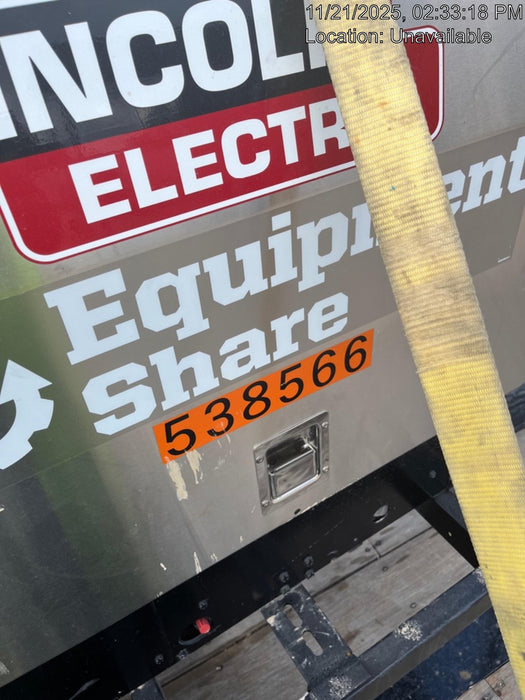 11/21/2025, 02:33:18 PM
Location: Unavailable
NCOL
ELECTR
Equipment
Share
538566